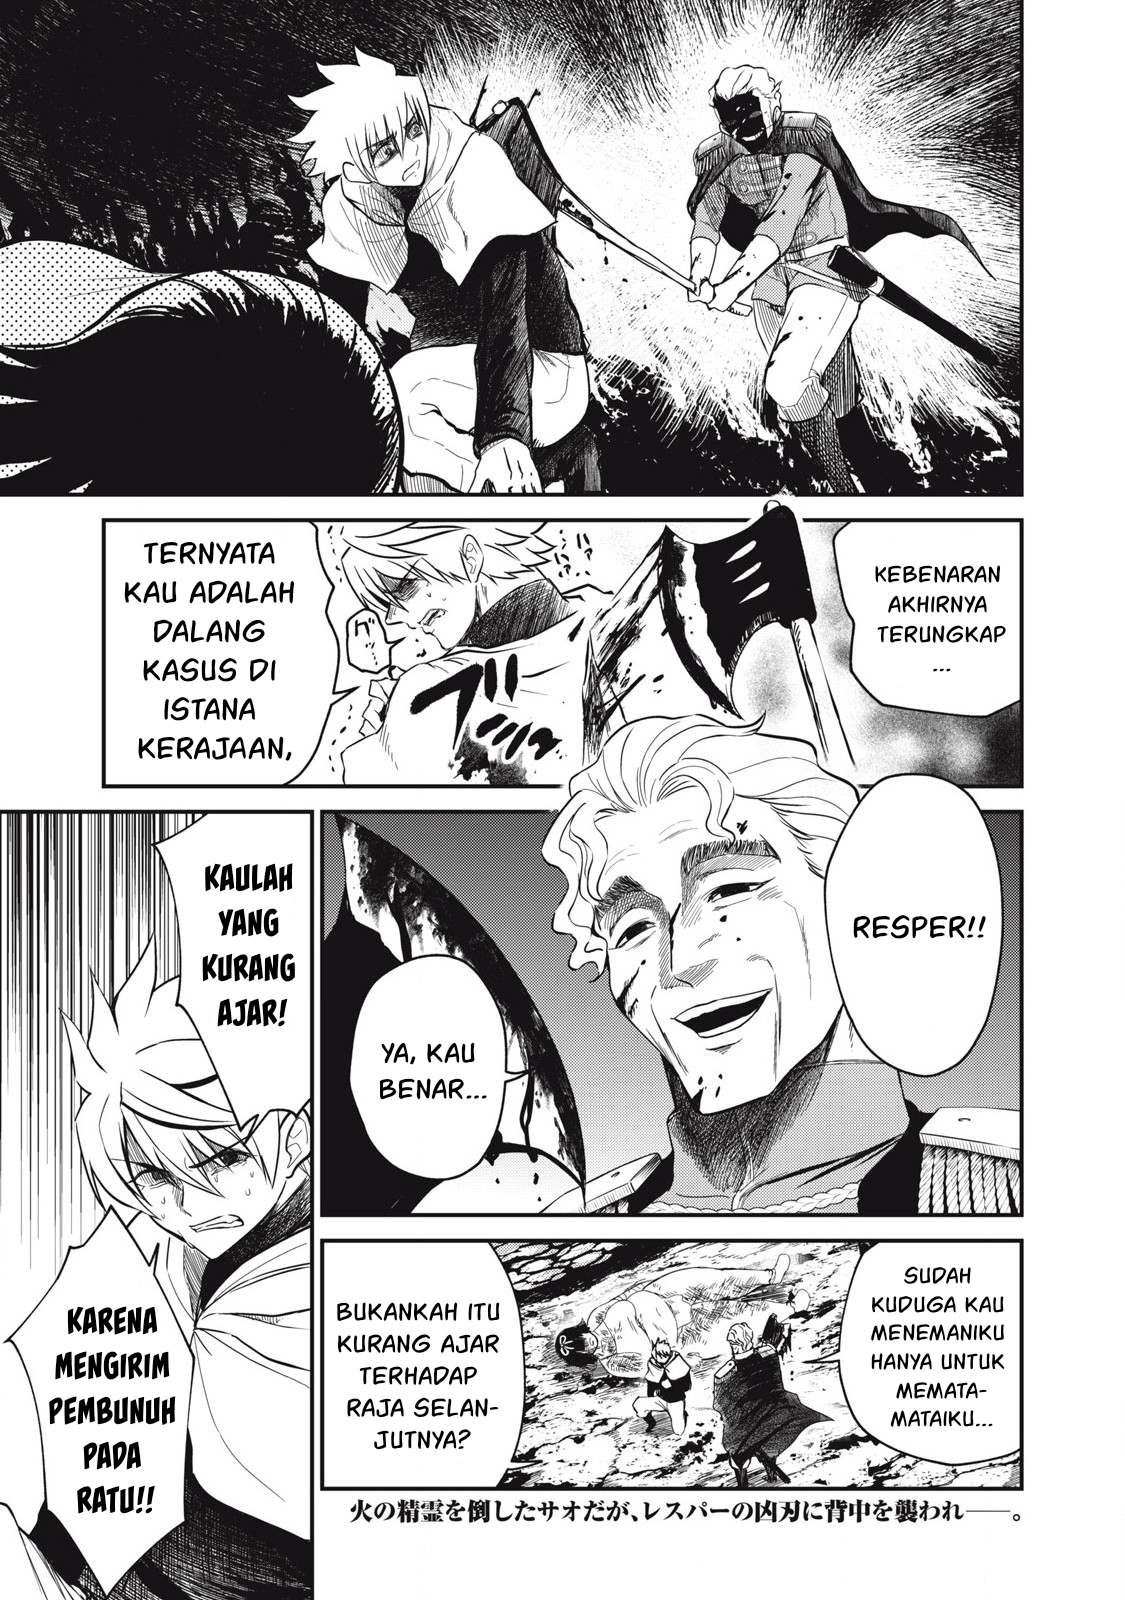 KEBENARAN
AKHIRNYA
TERUNGKAP
...
TERNYATA
KAU ADALAH
DALANG
KASUS DI
ISTANA
KERAJAAN,
RESPER!!
YA, KAU
BENAR...
KAULAH
YANG
KURANG
AJAR!
SUDAH
KUDUGA KAU
MENEMANIKU
HANYA UNTUK
MEMATA-
MATAIKU...
BUKANKAH ITU
KURANG AJAR
TERHADAP
RAJA SELAN-
JUTNYA?
KARENA
MENGIRIM
PEMBUNUH
PADA
RATU!!
火の精霊を倒したサオだが、レスパーの凶刃に背中を襲われ――。